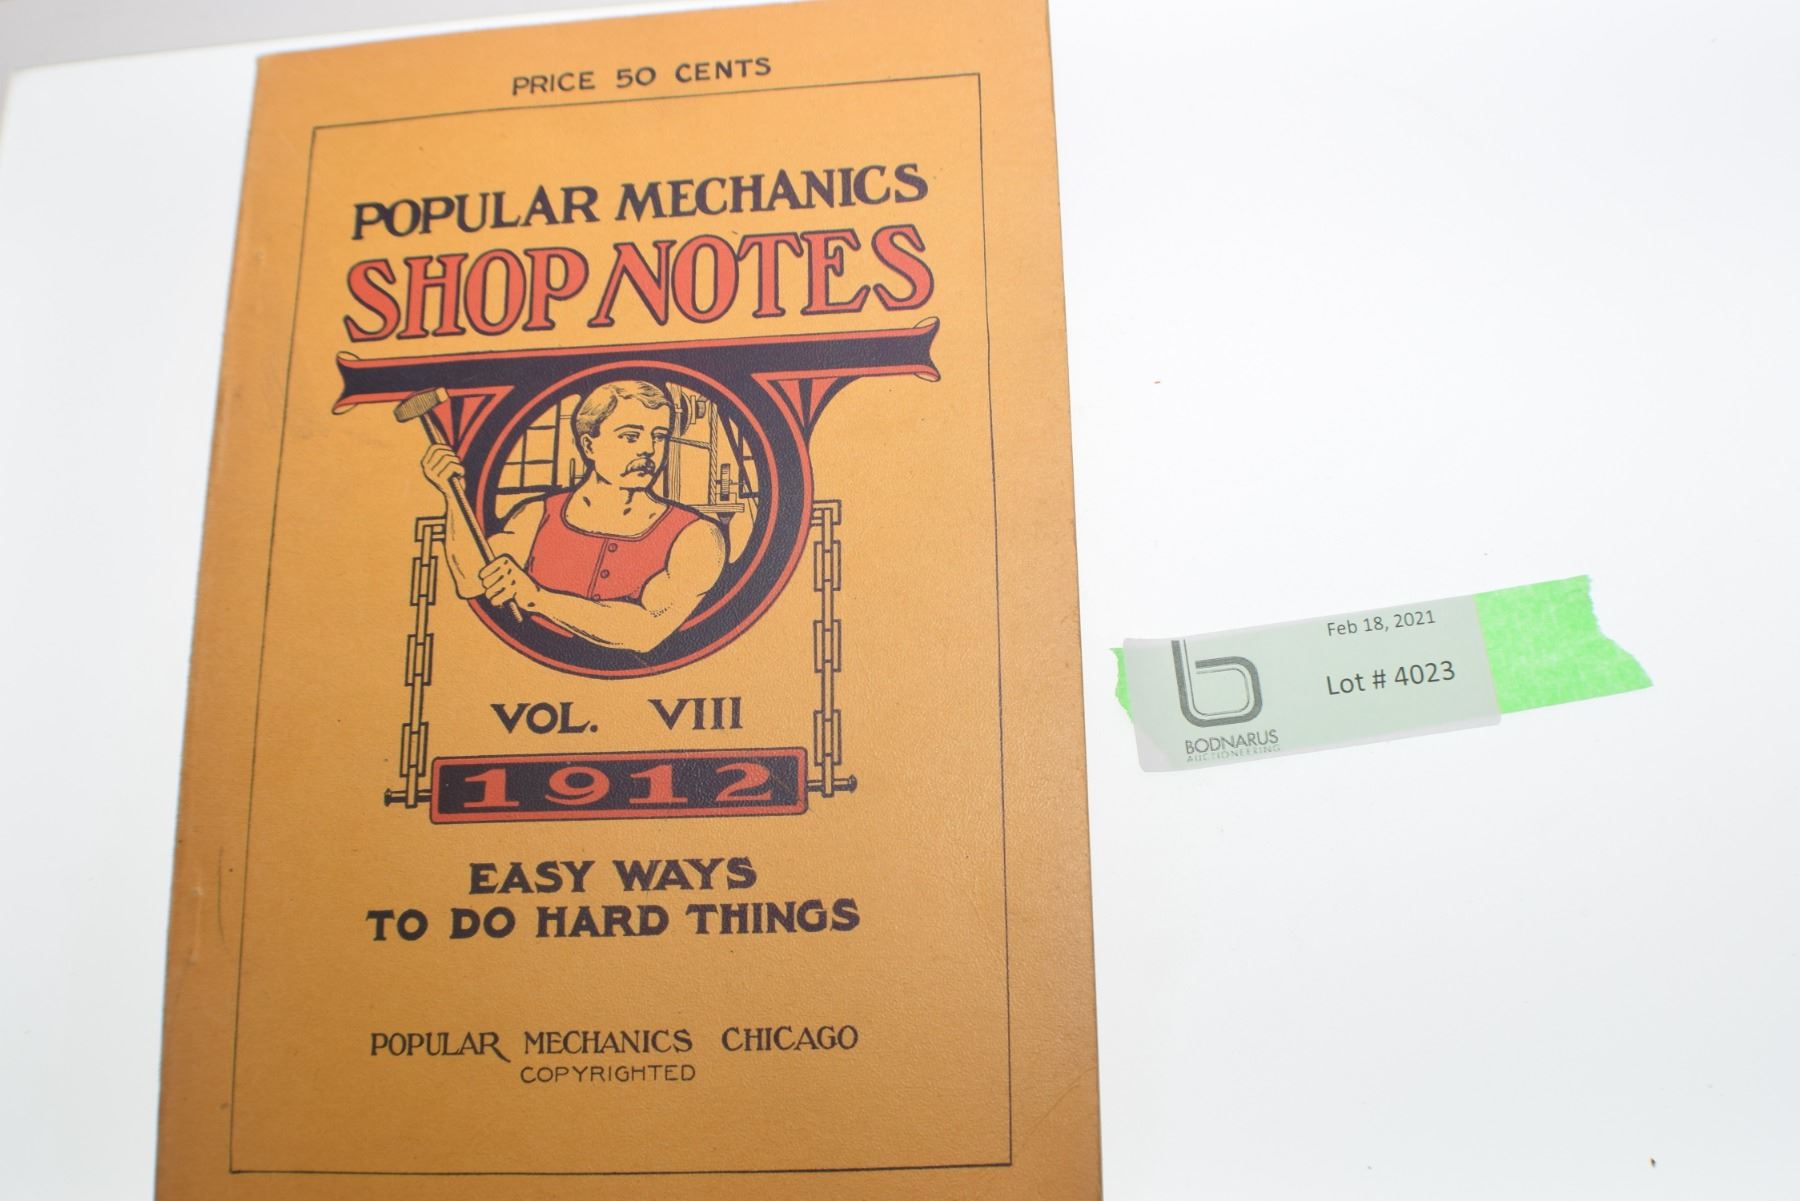 PRICE 50 CENTS
POPULAR MECHANICS
SHOP NOTES
VOL. VIII
1912
EASY WAYS
TO DO HARD THINGS
POPULAR MECHANICS CHICAGO
COPYRIGHTED
Feb 18, 2021
Lot # 4023
b
BODNARUS
AUCTIONEERING